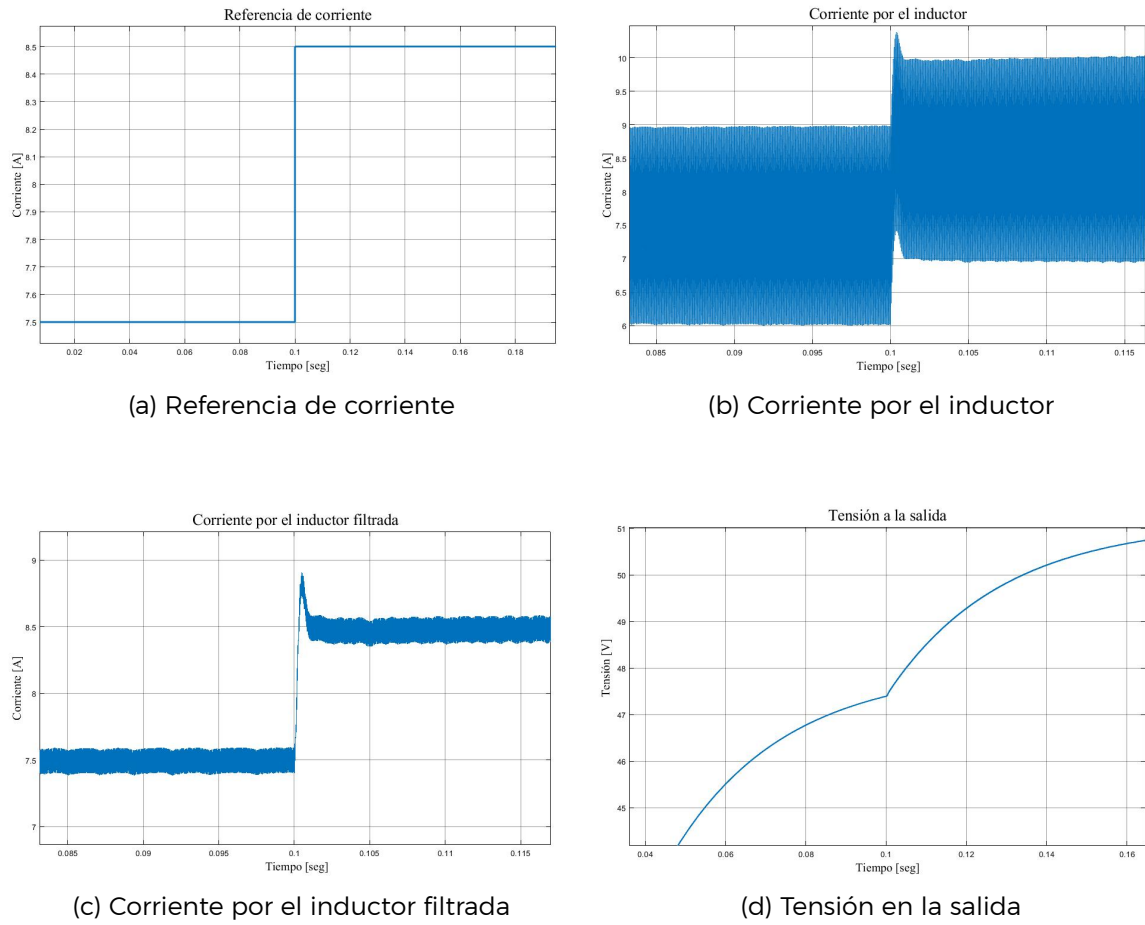 Referencia de corriente
Corriente [A]
8.5
8.4
8.3
8.2
8.1
8
7.9
7.8
7.7
7.6
7.5
0.02 0.04 0.06 0.08 0.1 0.12 0.14 0.16 0.18
Tiempo [seg]
(a) Referencia de corriente
Corriente por el inductor
Corriente [A]
10
9.5
9
8.5
8
7.5
7
6.5
6
0.085 0.09 0.095 0.1 0.105 0.11 0.115
Tiempo [seg]
(b) Corriente por el inductor
Corriente por el inductor filtrada
Corriente [A]
9
8.5
8
7.5
7
0.085 0.09 0.095 0.1 0.105 0.11 0.115
Tiempo [seg]
(c) Corriente por el inductor filtrada
Tensión a la salida
Tensión [V]
51
50
49
48
47
46
45
0.04 0.06 0.08 0.1 0.12 0.14 0.16
Tiempo [seg]
(d) Tensión en la salida